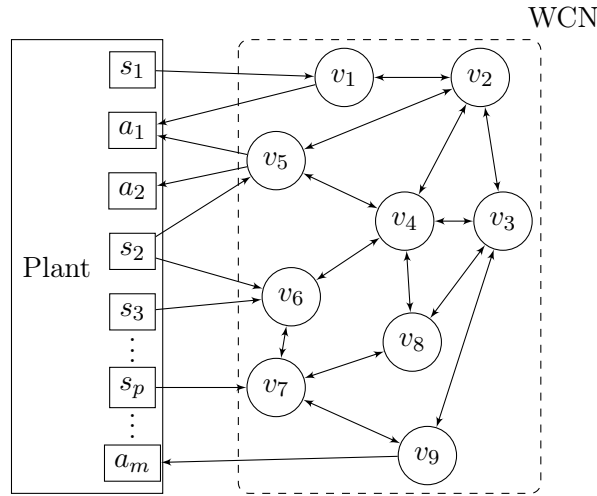 WCN
s₁
v₁
v₂
a₁
v₅
a₂
v₄
v₃
s₂
Plant
v₆
s₃
v₈
sₚ
v₇
aₘ
v₉